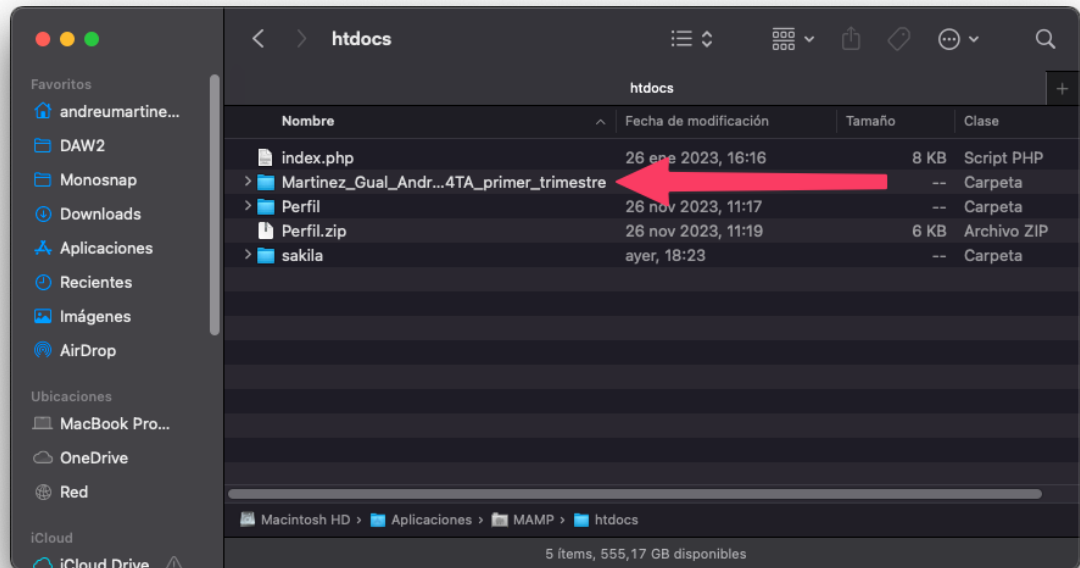 htdocs
htdocs
Favoritos
andreumartine...
DAW2
Monosnap
Downloads
Aplicaciones
Recientes
Imágenes
AirDrop
Ubicaciones
MacBook Pro...
OneDrive
Red
iCloud
iCloud Drive
Nombre Fecha de modificación Tamaño Clase
index.php 26 ene 2023, 16:16 8 KB Script PHP
Martinez_Gual_Andr...4TA_primer_trimestre -- Carpeta
Perfil 26 nov 2023, 11:17 -- Carpeta
Perfil.zip 26 nov 2023, 11:19 6 KB Archivo ZIP
sakila ayer, 18:23 -- Carpeta
Macintosh HD › Aplicaciones › MAMP › htdocs
5 ítems, 555,17 GB disponibles